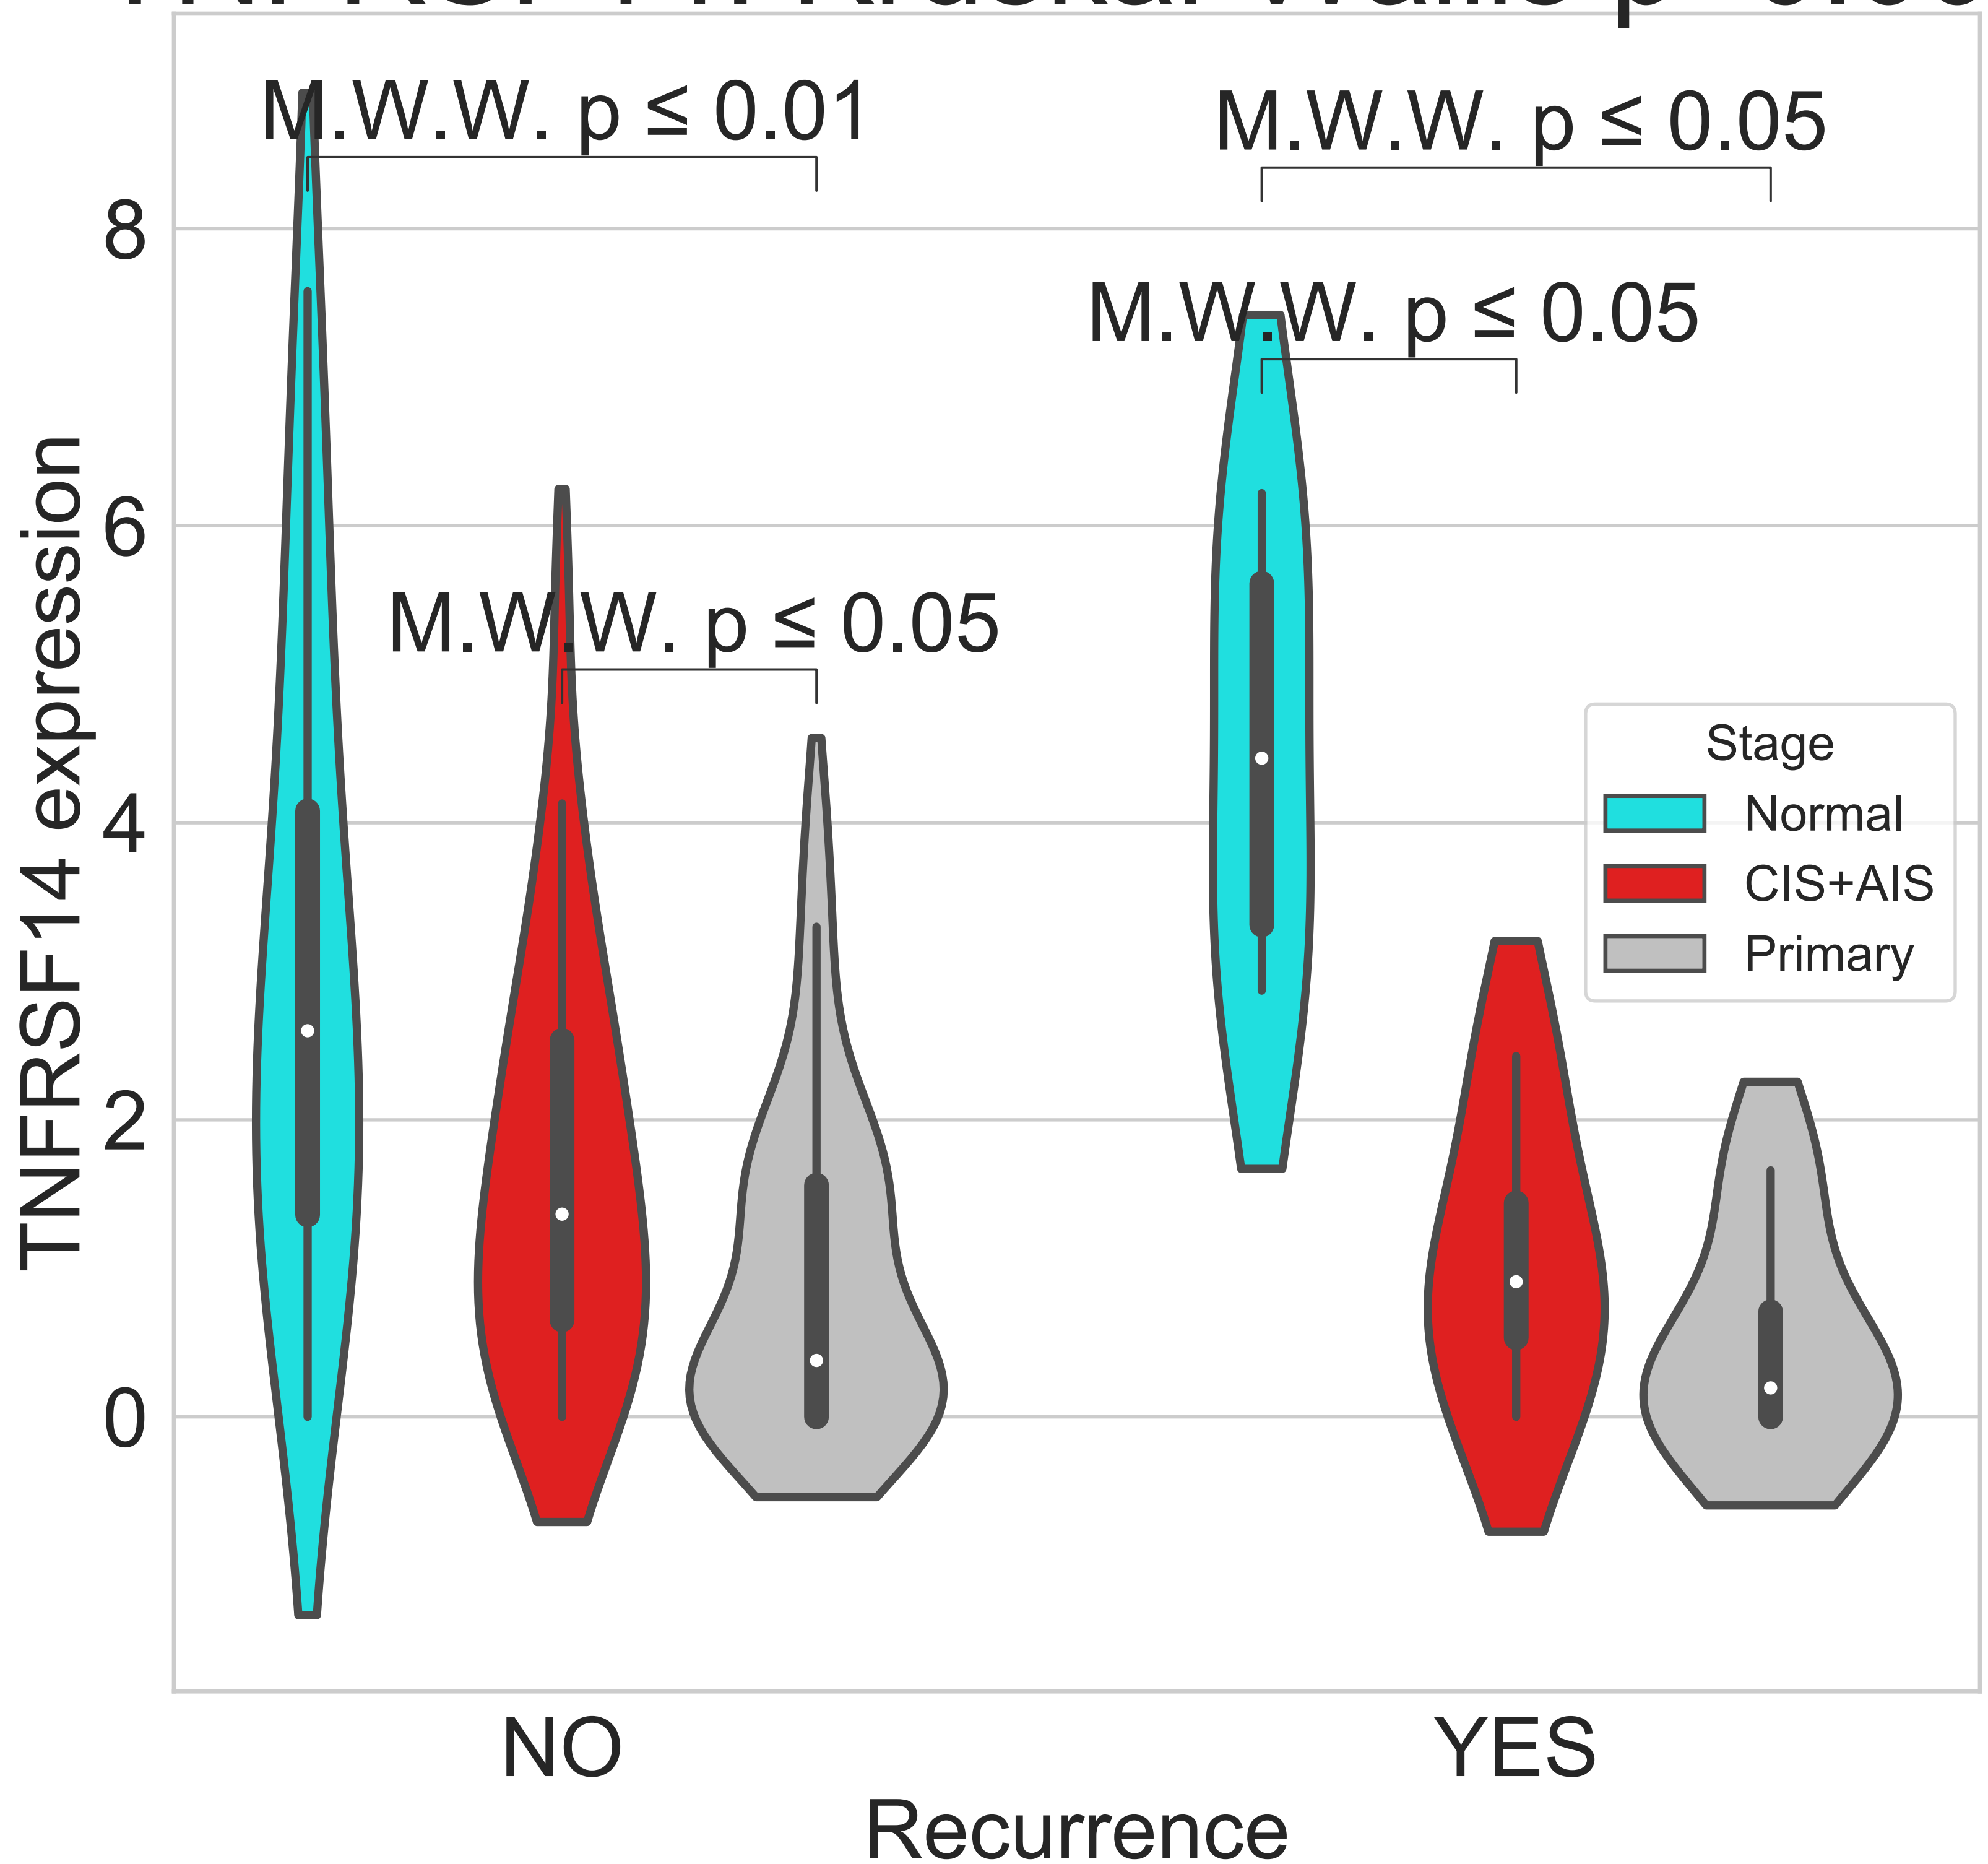 M.W.W. p ≤ 0.01
M.W.W. p ≤ 0.05
M.W.W. p ≤ 0.05
M.W.W. p ≤ 0.05
8
6
4
2
0
TNFRSF14 expression
Stage
Normal
CIS+AIS
Primary
NO
YES
Recurrence